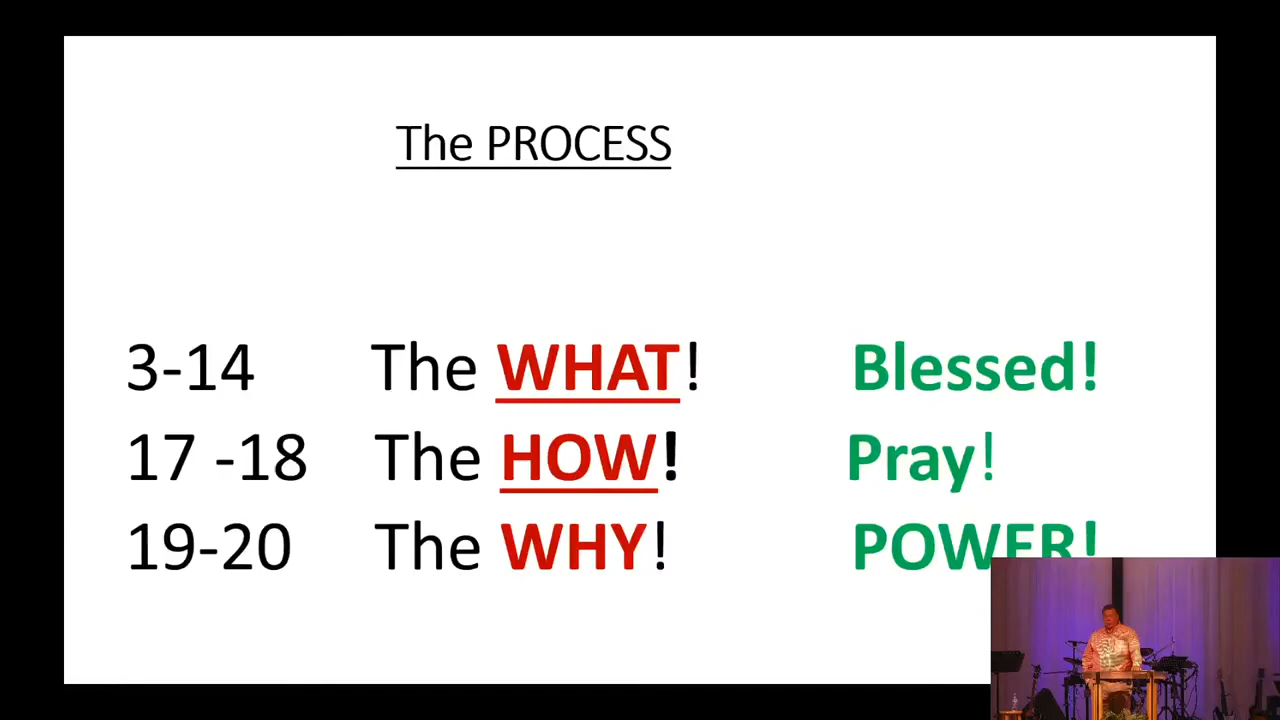 The PROCESS
3-14 The WHAT! Blessed!
17 -18 The HOW! Pray!
19-20 The WHY! POWER!